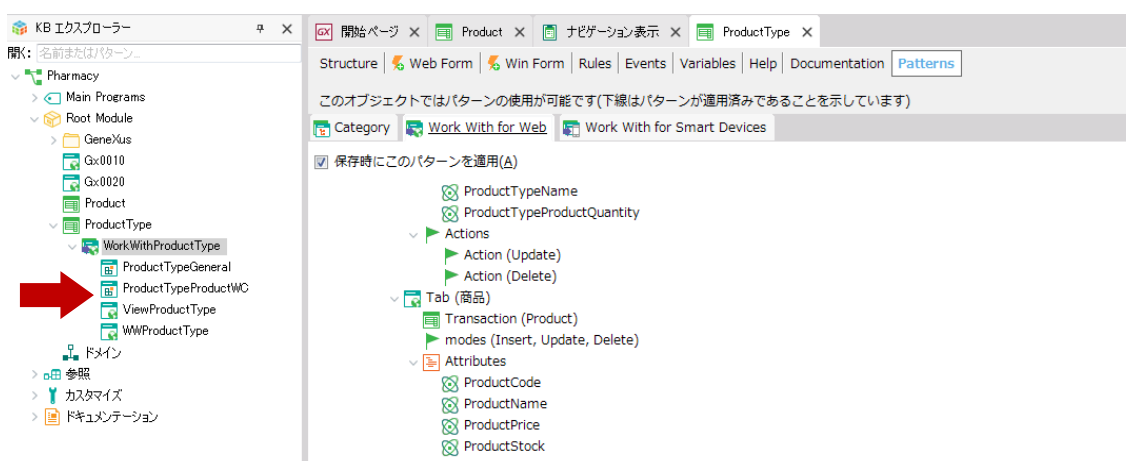 KB エクスプローラー
開く: 名前またはパターン...
Pharmacy
Main Programs
Root Module
GeneXus
Gx0010
Gx0020
Product
ProductType
WorkWithProductType
ProductTypeGeneral
ProductTypeProductWC
ViewProductType
WWProductType
ドメイン
参照
カスタマイズ
ドキュメンテーション
GX 開始ページ Product ナビゲーション表示 ProductType
Structure Web Form Win Form Rules Events Variables Help Documentation Patterns
このオブジェクトではパターンの使用が可能です(下線はパターンが適用済みであることを示しています)
Category Work With for Web Work With for Smart Devices
保存時にこのパターンを適用(A)
ProductTypeName
ProductTypeProductQuantity
Actions
Action (Update)
Action (Delete)
Tab (商品)
Transaction (Product)
modes (Insert, Update, Delete)
Attributes
ProductCode
ProductName
ProductPrice
ProductStock